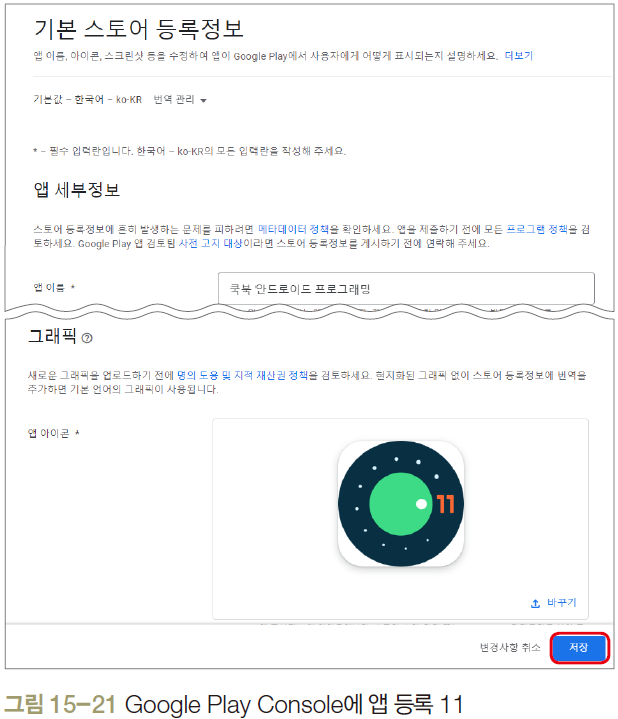 기본 스토어 등록정보
앱 이름, 아이콘, 스크린샷 등을 수정하여 앱이 Google Play에서 사용자에게 어떻게 표시되는지 설명하세요. 더보기
기본값 – 한국어 – ko-KR 번역 관리
* – 필수 입력란입니다. 한국어 – ko-KR의 모든 입력란을 작성해 주세요.
앱 세부정보
스토어 등록정보에 흔히 발생하는 문제를 피하려면 메타데이터 정책을 확인하세요. 앱을 제출하기 전에 모든 프로그램 정책을 검
토하세요. Google Play 앱 검토팀 사전 고지 대상이라면 스토어 등록정보를 게시하기 전에 연락해 주세요.
앱 이름 *
쿡북 안드로이드 프로그래밍
그래픽 ?
새로운 그래픽을 업로드하기 전에 명의 도용 및 지적 재산권 정책을 검토하세요. 현지화된 그래픽 없이 스토어 등록정보에 번역을
추가하면 기본 언어의 그래픽이 사용됩니다.
앱 아이콘 *
11
바꾸기
변경사항 취소 저장
그림 15–21 Google Play Console에 앱 등록 11